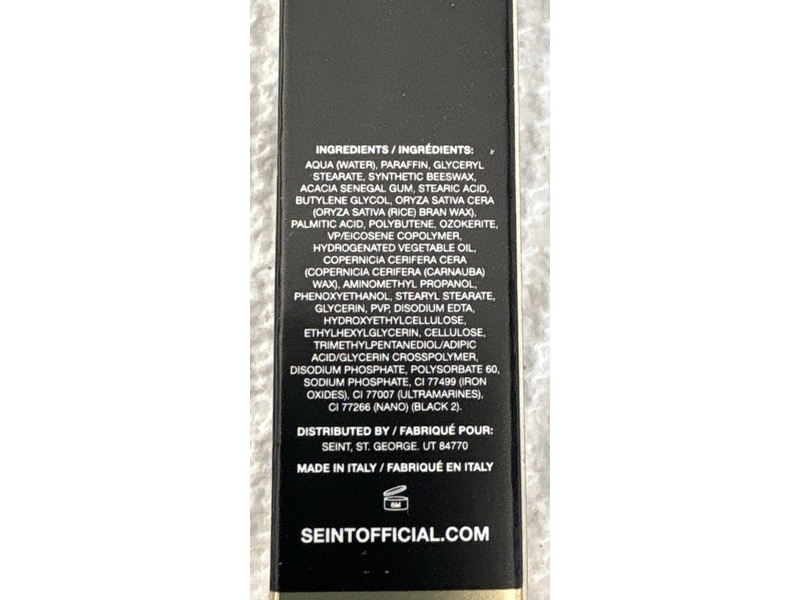 INGREDIENTS / INGRÉDIENTS:
AQUA (WATER), PARAFFIN, GLYCERYL
STEARATE, SYNTHETIC BEESWAX,
ACACIA SENEGAL GUM, STEARIC ACID,
BUTYLENE GLYCOL, ORYZA SATIVA CERA
(ORYZA SATIVA (RICE) BRAN WAX),
PALMITIC ACID, POLYBUTENE, OZOKERITE,
VP/EICOSENE COPOLYMER,
HYDROGENATED VEGETABLE OIL,
COPERNICIA CERIFERA CERA
(COPERNICIA CERIFERA (CARNAUBA)
WAX), AMINOMETHYL PROPANOL,
PHENOXYETHANOL, STEARYL STEARATE,
GLYCERIN, PVP, DISODIUM EDTA,
HYDROXYETHYLCELLULOSE,
ETHYLHEXYLGLYCERIN, CELLULOSE,
TRIMETHYLPENTANEDIOL/ADIPIC
ACID/GLYCERIN CROSSPOLYMER,
DISODIUM PHOSPHATE, POLYSORBATE 60,
SODIUM PHOSPHATE, CI 77499 (IRON
OXIDES), CI 77007 (ULTRAMARINES),
CI 77266 (NANO) (BLACK 2).
DISTRIBUTED BY / FABRIQUÉ POUR:
SEINT, ST. GEORGE. UT 84770
MADE IN ITALY / FABRIQUÉ EN ITALY
6M
SEINTOFFICIAL.COM